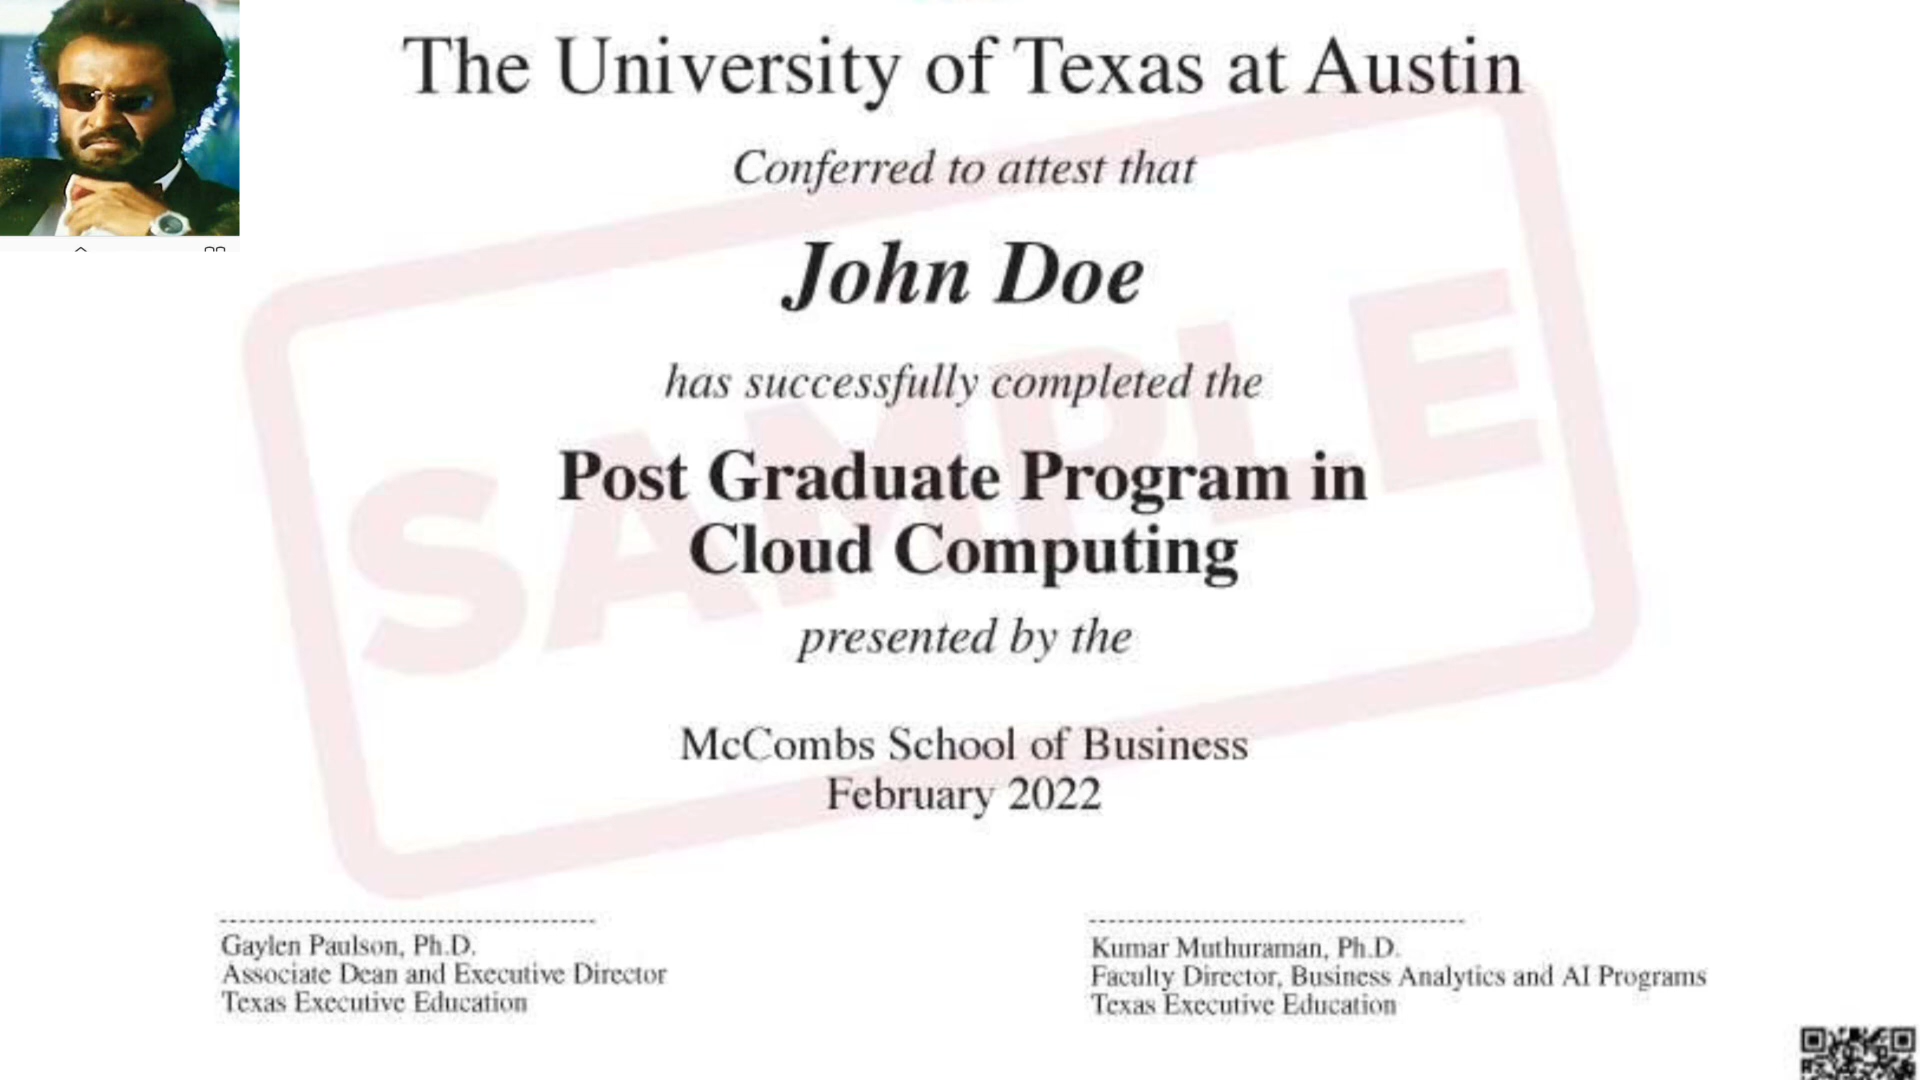 The University of Texas at Austin
Conferred to attest that
John Doe
has successfully completed the
Post Graduate Program in
Cloud Computing
presented by the
McCombs School of Business
February 2022
SAMPLE
Gaylen Paulson, Ph.D.
Associate Dean and Executive Director
Texas Executive Education
Kumar Muthuraman, Ph.D.
Faculty Director, Business Analytics and AI Programs
Texas Executive Education